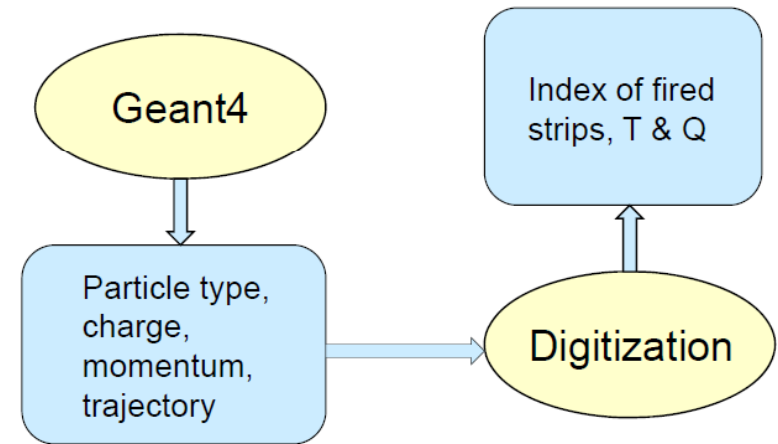 Geant4
Particle type,
charge,
momentum,
trajectory
Digitization
Index of fired
strips, T & Q